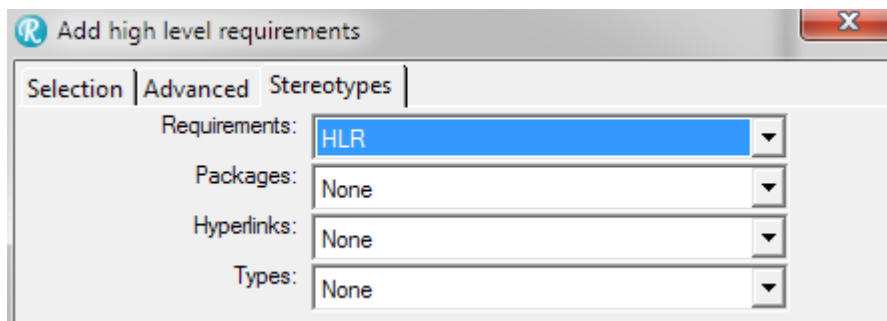 Add high level requirements
Selection Advanced Stereotypes
Requirements: HLR
Packages: None
Hyperlinks: None
Types: None